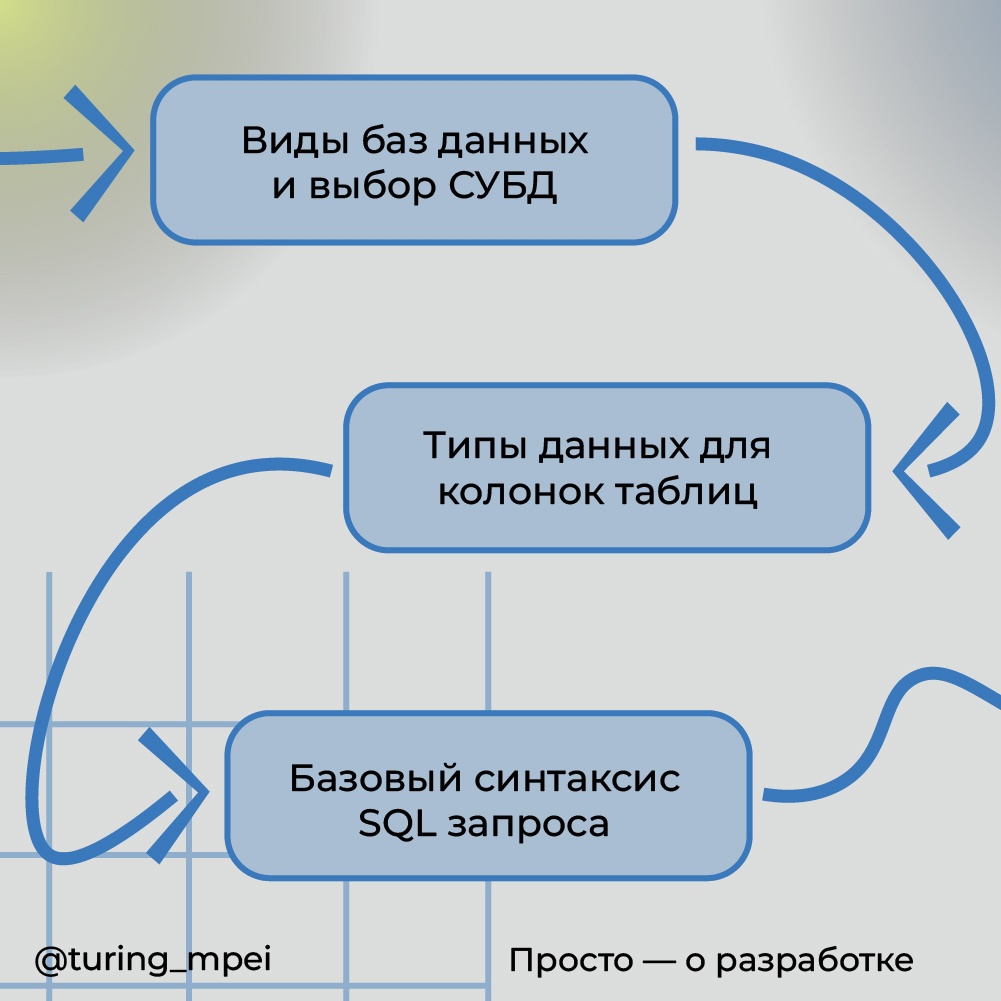 Виды баз данных
и выбор СУБД
Типы данных для
колонок таблиц
Базовый синтаксис
SQL запроса
@turing_mpei
Просто — о разработке